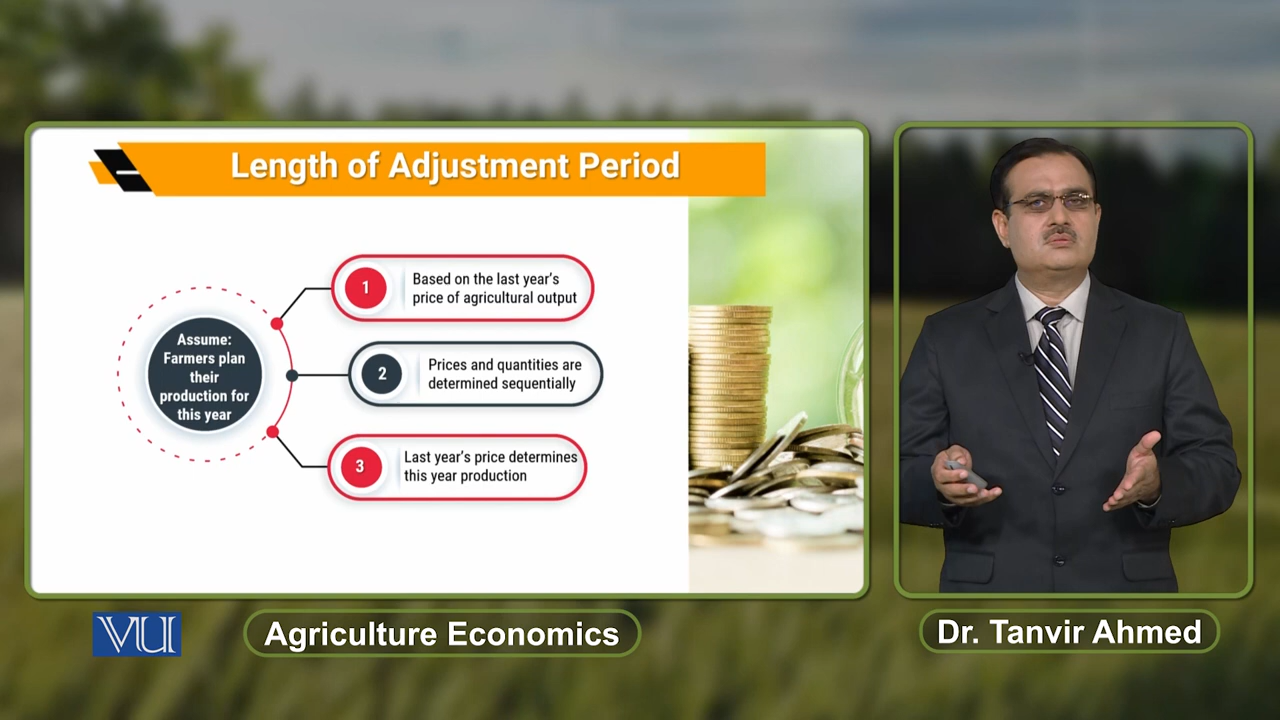 Length of Adjustment Period
Assume:
Farmers plan
their
production for
this year
1
Based on the last year's
price of agricultural output
2
Prices and quantities are
determined sequentially
3
Last year's price determines
this year production
VU
Agriculture Economics
Dr. Tanvir Ahmed